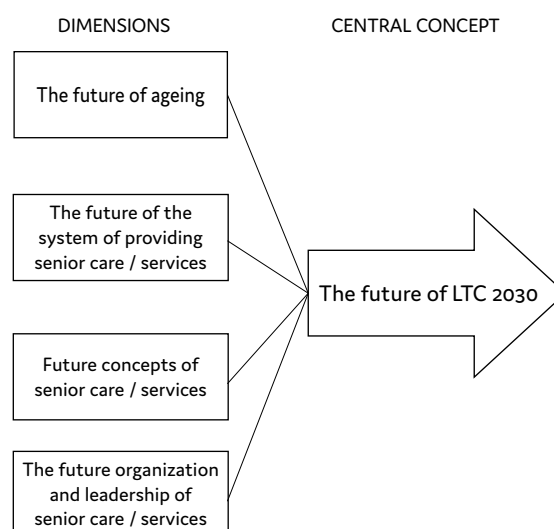 DIMENSIONS
CENTRAL CONCEPT
The future of ageing
The future of the
system of providing
senior care / services
Future concepts of
senior care / services
The future organization
and leadership of
senior care / services
The future of LTC 2030